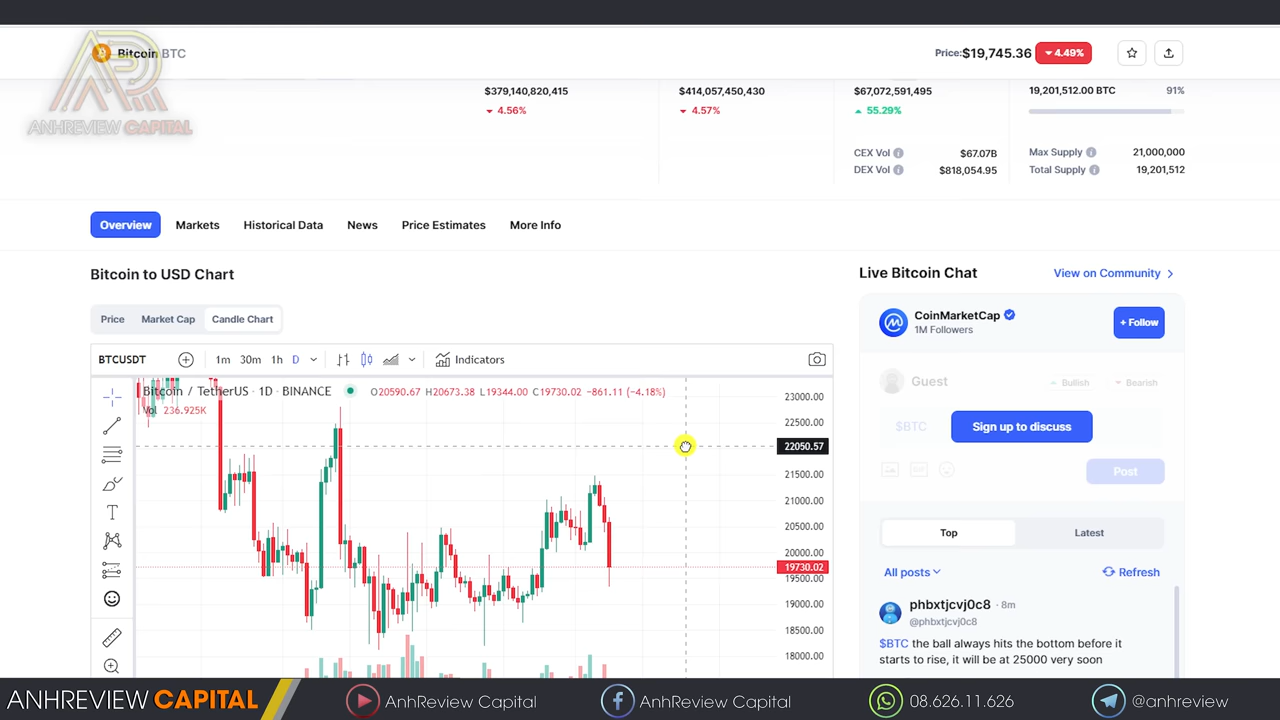 Bitcoin BTC
Price:$19,745.36 4.49%
ANHREVIEW CAPITAL
$379,140,820,415
4.56%
$414,057,450,430
4.57%
$67,072,591,495
55.29%
CEX Vol $67.07B
DEX Vol $818,054.95
19,201,512.00 BTC 91%
Max Supply 21,000,000
Total Supply 19,201,512
Overview Markets Historical Data News Price Estimates More Info
Bitcoin to USD Chart
Price Market Cap Candle Chart
BTCUSDT 1m 30m 1h D Indicators
Bitcoin / TetherUS · 1D · BINANCE O20590.67 H20673.38 L19344.00 C19730.02 −861.11 (−4.18%)
Vol 236.925K
23000.00
22500.00
22050.57
21500.00
21000.00
20500.00
20000.00
19730.02
19500.00
19000.00
18500.00
18000.00
Live Bitcoin Chat View on Community
CoinMarketCap
1M Followers
+ Follow
Guest Bullish Bearish
$BTC
Sign up to discuss
GIF
Post
Top Latest
All posts Refresh
phbxtjcvj0c8 · 8m
@phbxtjcvj0c8
$BTC the ball always hits the bottom before it
starts to rise, it will be at 25000 very soon
ANHREVIEW CAPITAL AnhReview Capital AnhReview Capital 08.626.11.626 @anhreview